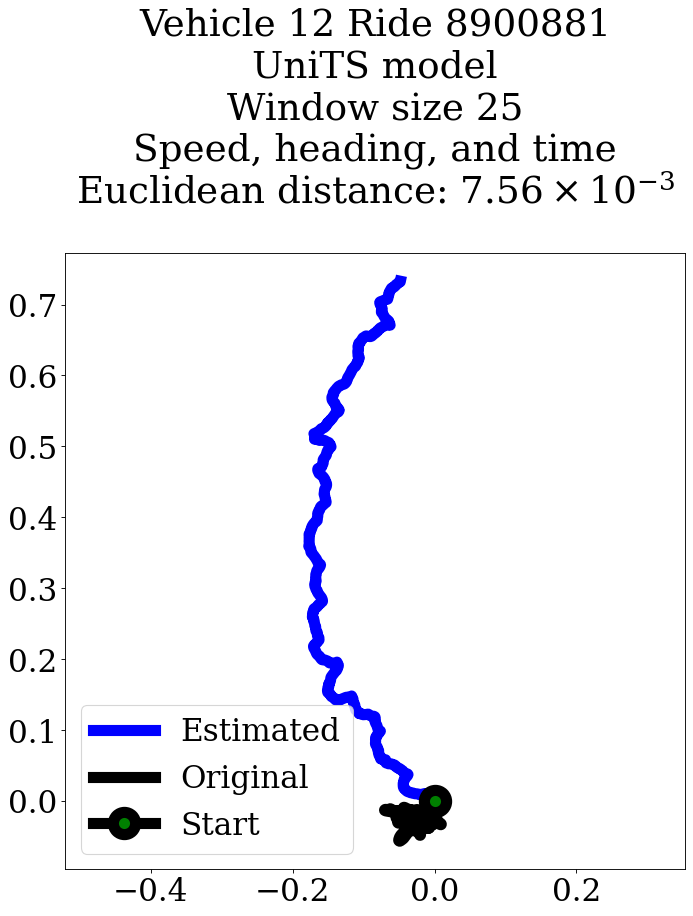 Vehicle 12 Ride 8900881
UniTS model
Window size 25
Speed, heading, and time
Euclidean distance: 7.56 × 10⁻³
0.7
0.6
0.5
0.4
0.3
0.2
0.1
0.0
Estimated
Original
Start
−0.4
−0.2
0.0
0.2